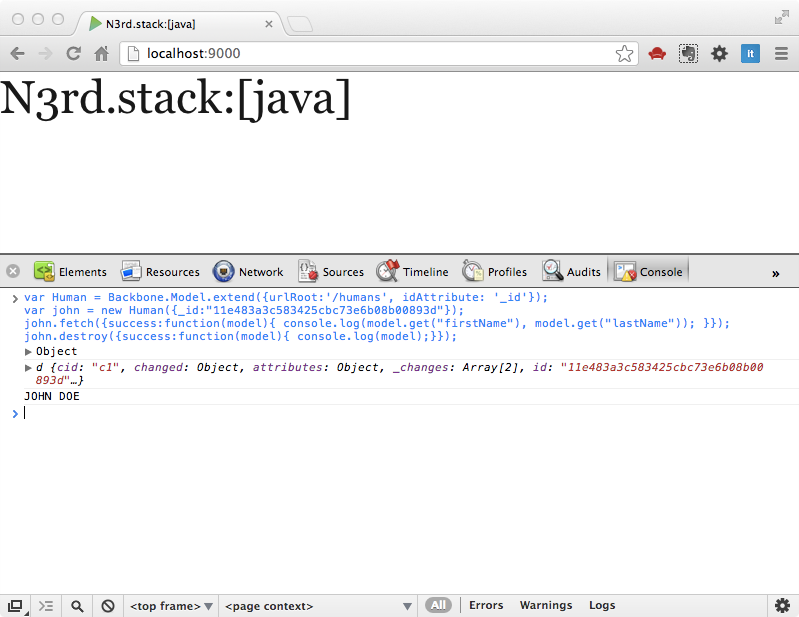 N3rd.stack:[java]
localhost:9000
It
N3rd.stack:[java]
Elements Resources Network Sources Timeline Profiles Audits Console »
var Human = Backbone.Model.extend({urlRoot:'/humans', idAttribute: '_id'});
var john = new Human({_id:"11e483a3c583425cbc73e6b08b00893d"});
john.fetch({success:function(model){ console.log(model.get("firstName"), model.get("lastName")); }});
john.destroy({success:function(model){ console.log(model);}});
Object
d {cid: "c1", changed: Object, attributes: Object, _changes: Array[2], id: "11e483a3c583425cbc73e6b08b00
893d"…}
JOHN DOE
<top frame> <page context> All Errors Warnings Logs